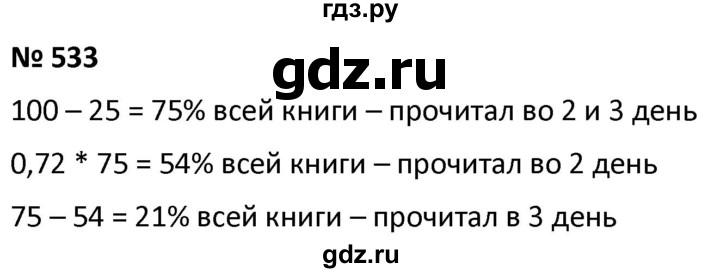 гдз.ру
№ 533
gdz.ru
100 – 25 = 75% всей книги – прочитал во 2 и 3 день
0,72 * 75 = 54% всей книги – прочитал во 2 день
75 – 54 = 21% всей книги – прочитал в 3 день
gdz.ru